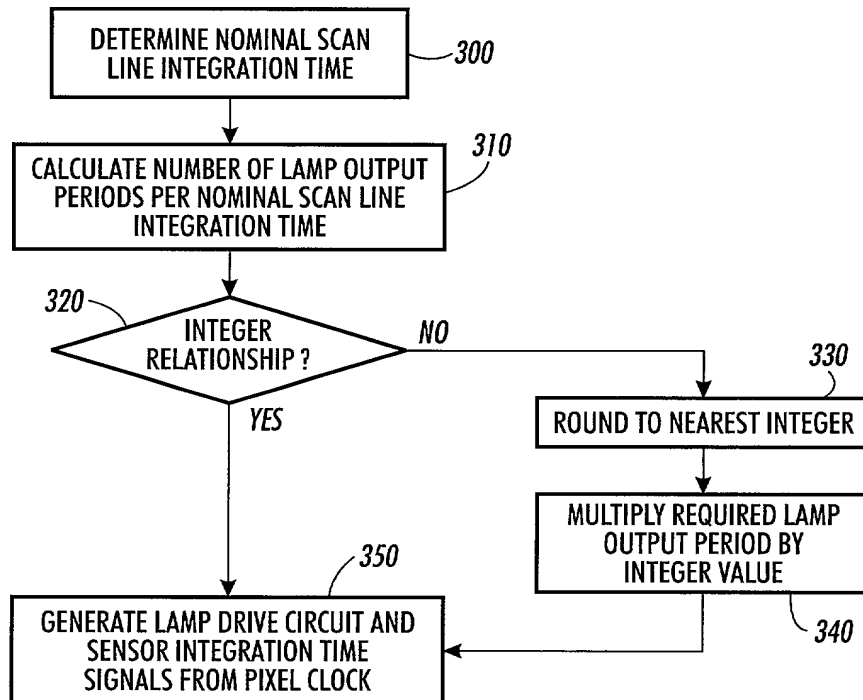 DETERMINE NOMINAL SCAN
LINE INTEGRATION TIME
300
CALCULATE NUMBER OF LAMP OUTPUT
PERIODS PER NOMINAL SCAN LINE
INTEGRATION TIME
310
320
INTEGER
RELATIONSHIP ?
NO
YES
330
ROUND TO NEAREST INTEGER
MULTIPLY REQUIRED LAMP
OUTPUT PERIOD BY
INTEGER VALUE
340
350
GENERATE LAMP DRIVE CIRCUIT AND
SENSOR INTEGRATION TIME
SIGNALS FROM PIXEL CLOCK